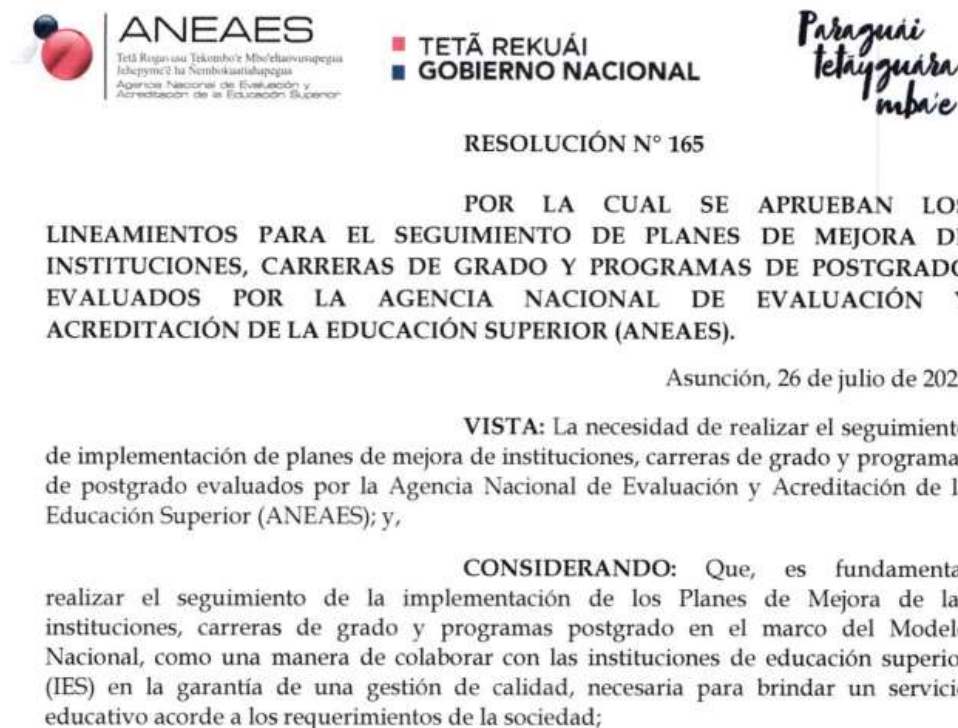 ANEAES
Agencia Nacional de Evaluación y
Acreditación de la Educación Superior
TETÃ REKUÁI
GOBIERNO NACIONAL
Paraguái
tetãyguára
mba'e
RESOLUCIÓN N° 165
POR LA CUAL SE APRUEBAN LOS
LINEAMIENTOS PARA EL SEGUIMIENTO DE PLANES DE MEJORA DE
INSTITUCIONES, CARRERAS DE GRADO Y PROGRAMAS DE POSTGRADO
EVALUADOS POR LA AGENCIA NACIONAL DE EVALUACIÓN Y
ACREDITACIÓN DE LA EDUCACIÓN SUPERIOR (ANEAES).
Asunción, 26 de julio de 202
VISTA: La necesidad de realizar el seguimiento
de implementación de planes de mejora de instituciones, carreras de grado y programa
de postgrado evaluados por la Agencia Nacional de Evaluación y Acreditación de l
Educación Superior (ANEAES); y,
CONSIDERANDO: Que, es fundamenta
realizar el seguimiento de la implementación de los Planes de Mejora de la
instituciones, carreras de grado y programas postgrado en el marco del Model
Nacional, como una manera de colaborar con las instituciones de educación superio
(IES) en la garantía de una gestión de calidad, necesaria para brindar un servici
educativo acorde a los requerimientos de la sociedad;